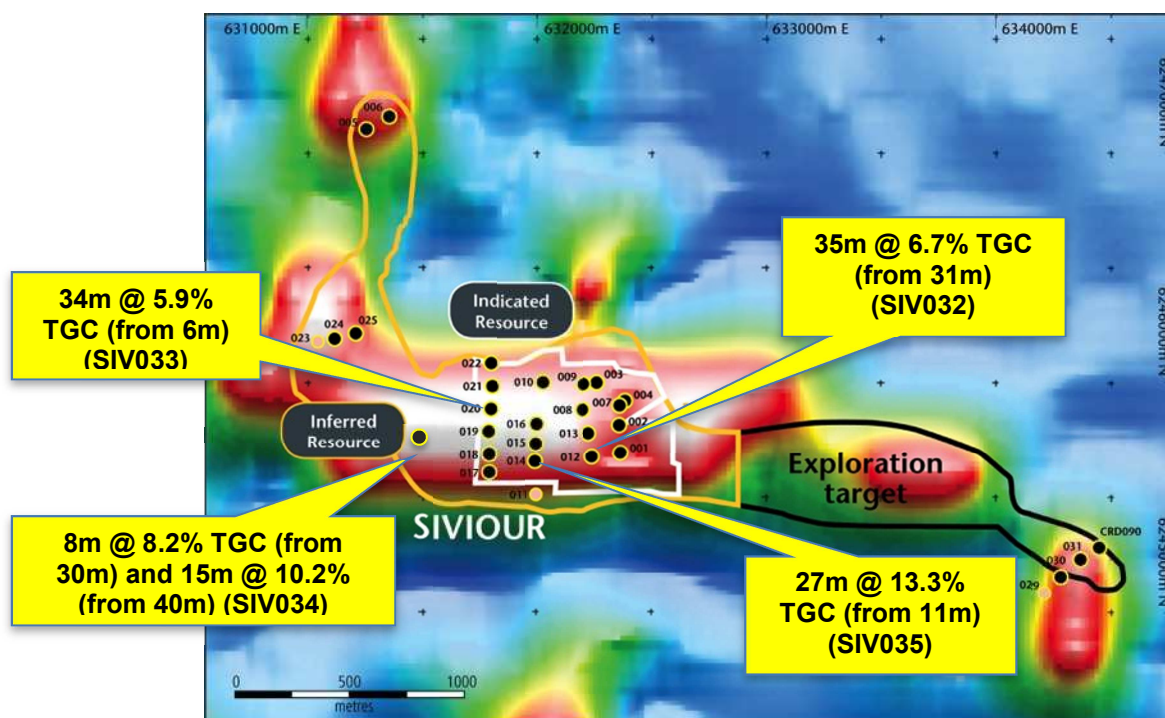 631000m E
632000m E
633000m E
634000m E
6247000m N
006
005
35m @ 6.7% TGC
(from 31m)
(SIV032)
34m @ 5.9%
TGC (from 6m)
(SIV033)
Indicated
Resource
6246000m N
023
024
025
022
021
020
019
018
017
010
009
003
004
007
008
002
016
013
015
012
001
014
011
Inferred
Resource
SIVIOUR
Exploration
target
6245000m N
CRD090
031
030
029
8m @ 8.2% TGC (from
30m) and 15m @ 10.2%
(from 40m) (SIV034)
27m @ 13.3%
TGC (from 11m)
(SIV035)
0
500
1000
metres